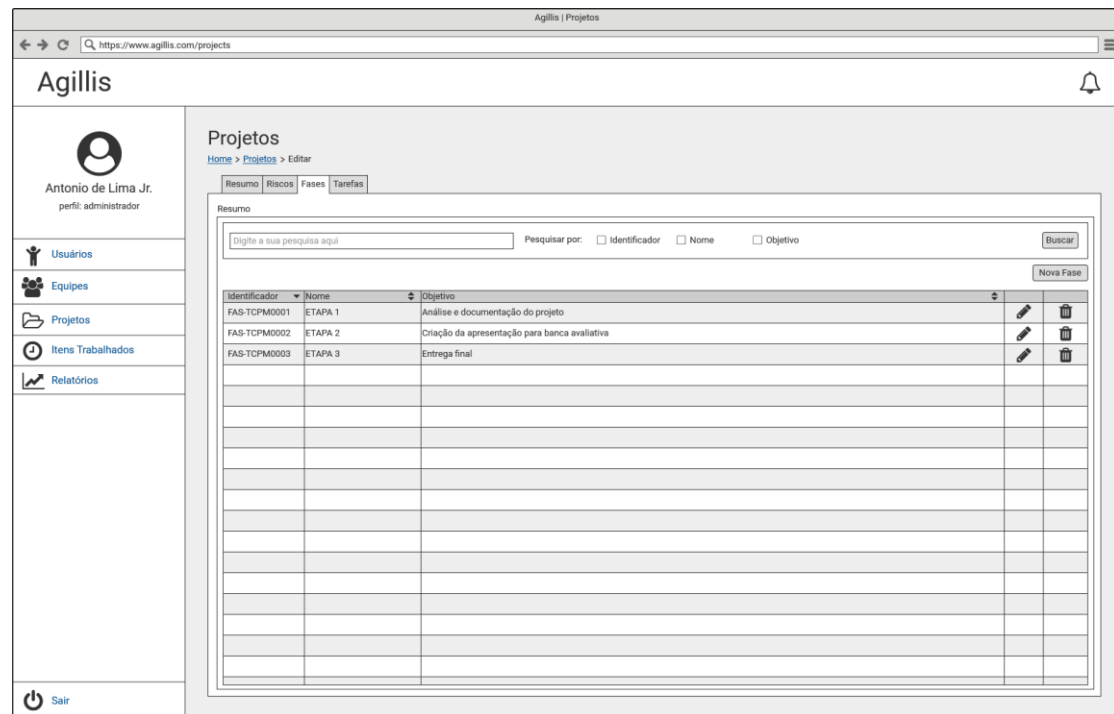 Agillis | Projetos
https://www.agillis.com/projects
Agillis
Antonio de Lima Jr.
perfil: administrador
Usuários
Equipes
Projetos
Itens Trabalhados
Relatórios
Sair
Projetos
Home > Projetos > Editar
Resumo Riscos Fases Tarefas
Resumo
Digite a sua pesquisa aqui Pesquisar por: Identificador Nome Objetivo Buscar
Nova Fase
Identificador Nome Objetivo
FAS-TCPM0001 ETAPA 1 Análise e documentação do projeto
FAS-TCPM0002 ETAPA 2 Criação da apresentação para banca avaliativa
FAS-TCPM0003 ETAPA 3 Entrega final